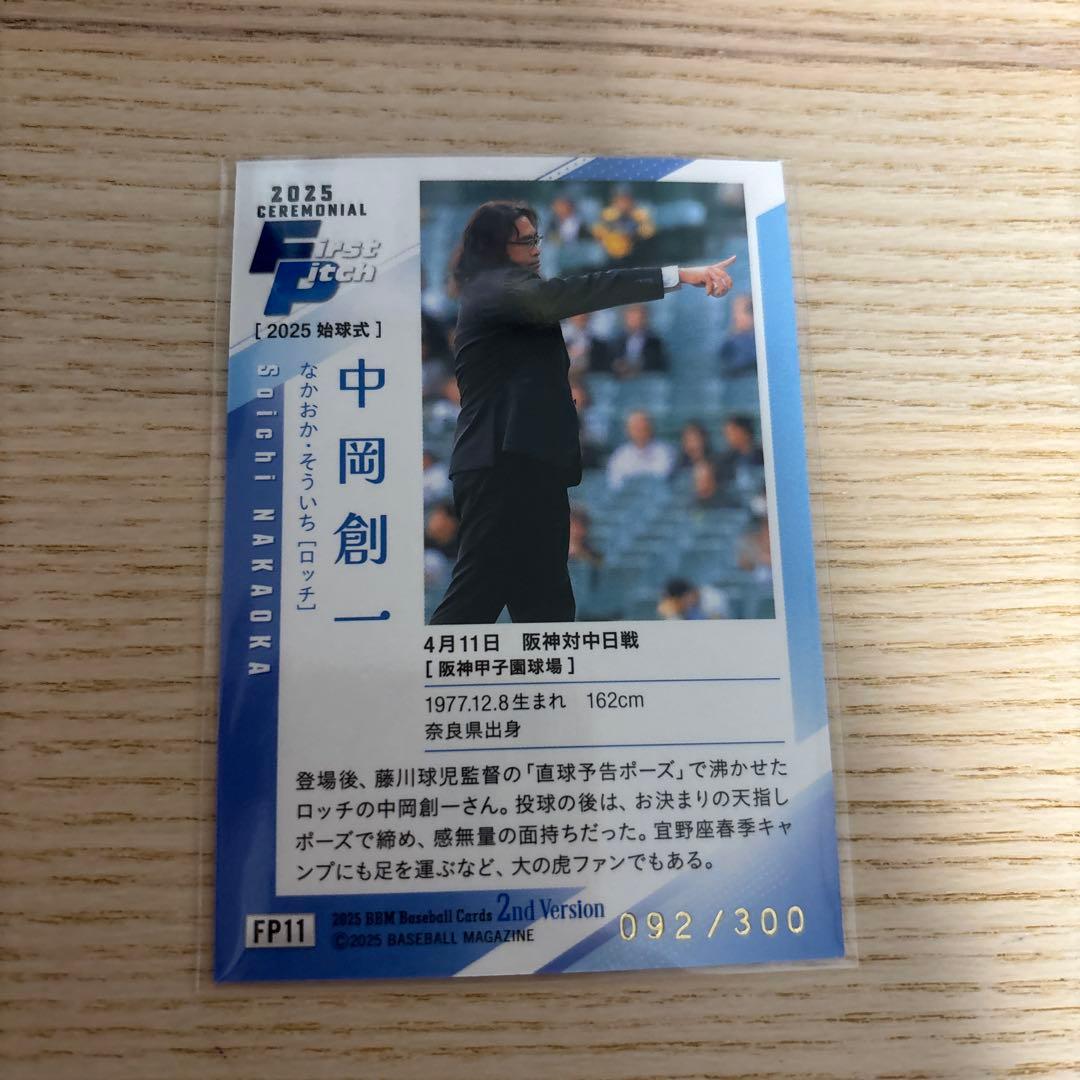 2025
CEREMONIAL
First
Pitch
[ 2025 始球式 ]
中岡創一
なかおか・そういち [ロッチ]
Soichi NAKAOKA
4月11日 阪神対中日戦
[ 阪神甲子園球場 ]
1977.12.8生まれ 162cm
奈良県出身
登場後、藤川球児監督の「直球予告ポーズ」で沸かせた
ロッチの中岡創一さん。投球の後は、お決まりの天指し
ポーズで締め、感無量の面持ちだった。宜野座春季キャ
ンプにも足を運ぶなど、大の虎ファンでもある。
FP11
2025 BBM Baseball Cards 2nd Version
©2025 BASEBALL MAGAZINE
092/300